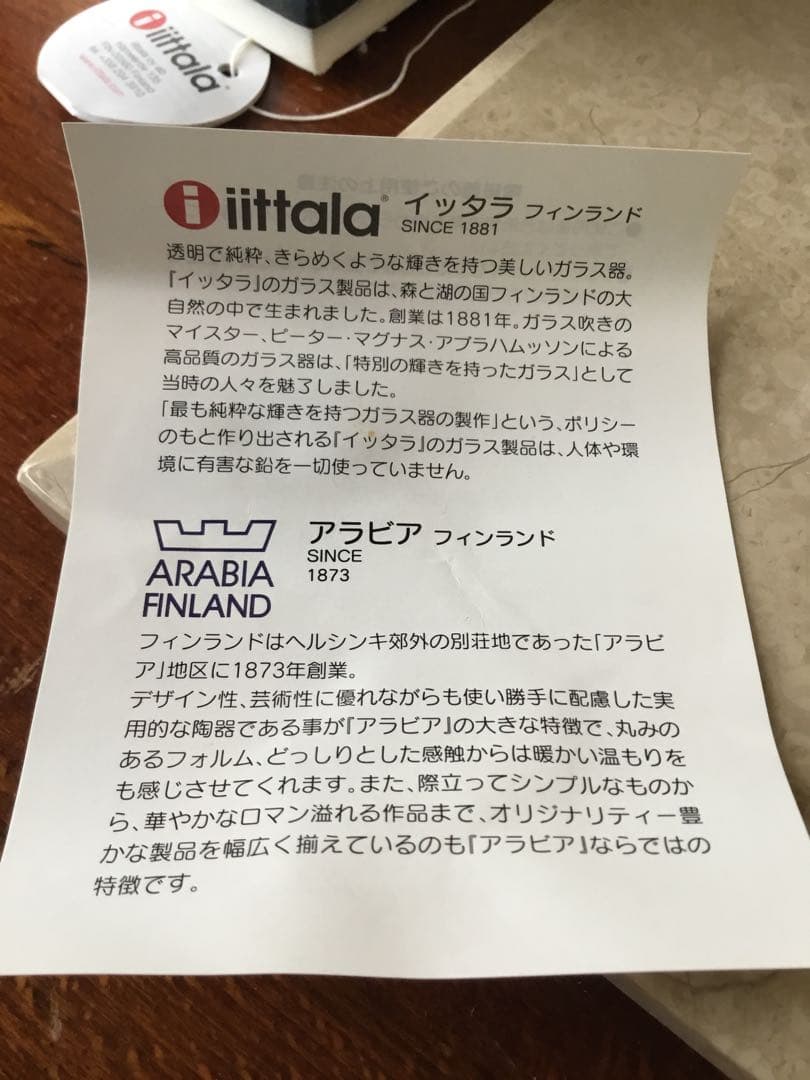 iittala
iittala® イッタラ フィンランド
SINCE 1881
透明で純粋、きらめくような輝きを持つ美しいガラス器。
『イッタラ』のガラス製品は、森と湖の国フィンランドの大
自然の中で生まれました。創業は1881年。ガラス吹きの
マイスター、ピーター・マグナス・アブラハムッソンによる
高品質のガラス器は、「特別の輝きを持ったガラス」として
当時の人々を魅了しました。
「最も純粋な輝きを持つガラス器の製作」という、ポリシー
のもと作り出される『イッタラ』のガラス製品は、人体や環
境に有害な鉛を一切使っていません。
ARABIA
FINLAND
アラビア フィンランド
SINCE
1873
フィンランドはヘルシンキ郊外の別荘地であった「アラビ
ア」地区に1873年創業。
デザイン性、芸術性に優れながらも使い勝手に配慮した実
用的な陶器である事が『アラビア』の大きな特徴で、丸みの
あるフォルム、どっしりとした感触からは暖かい温もりを
も感じさせてくれます。また、際立ってシンプルなものか
ら、華やかなロマン溢れる作品まで、オリジナリティー豊
かな製品を幅広く揃えているのも『アラビア』ならではの
特徴です。